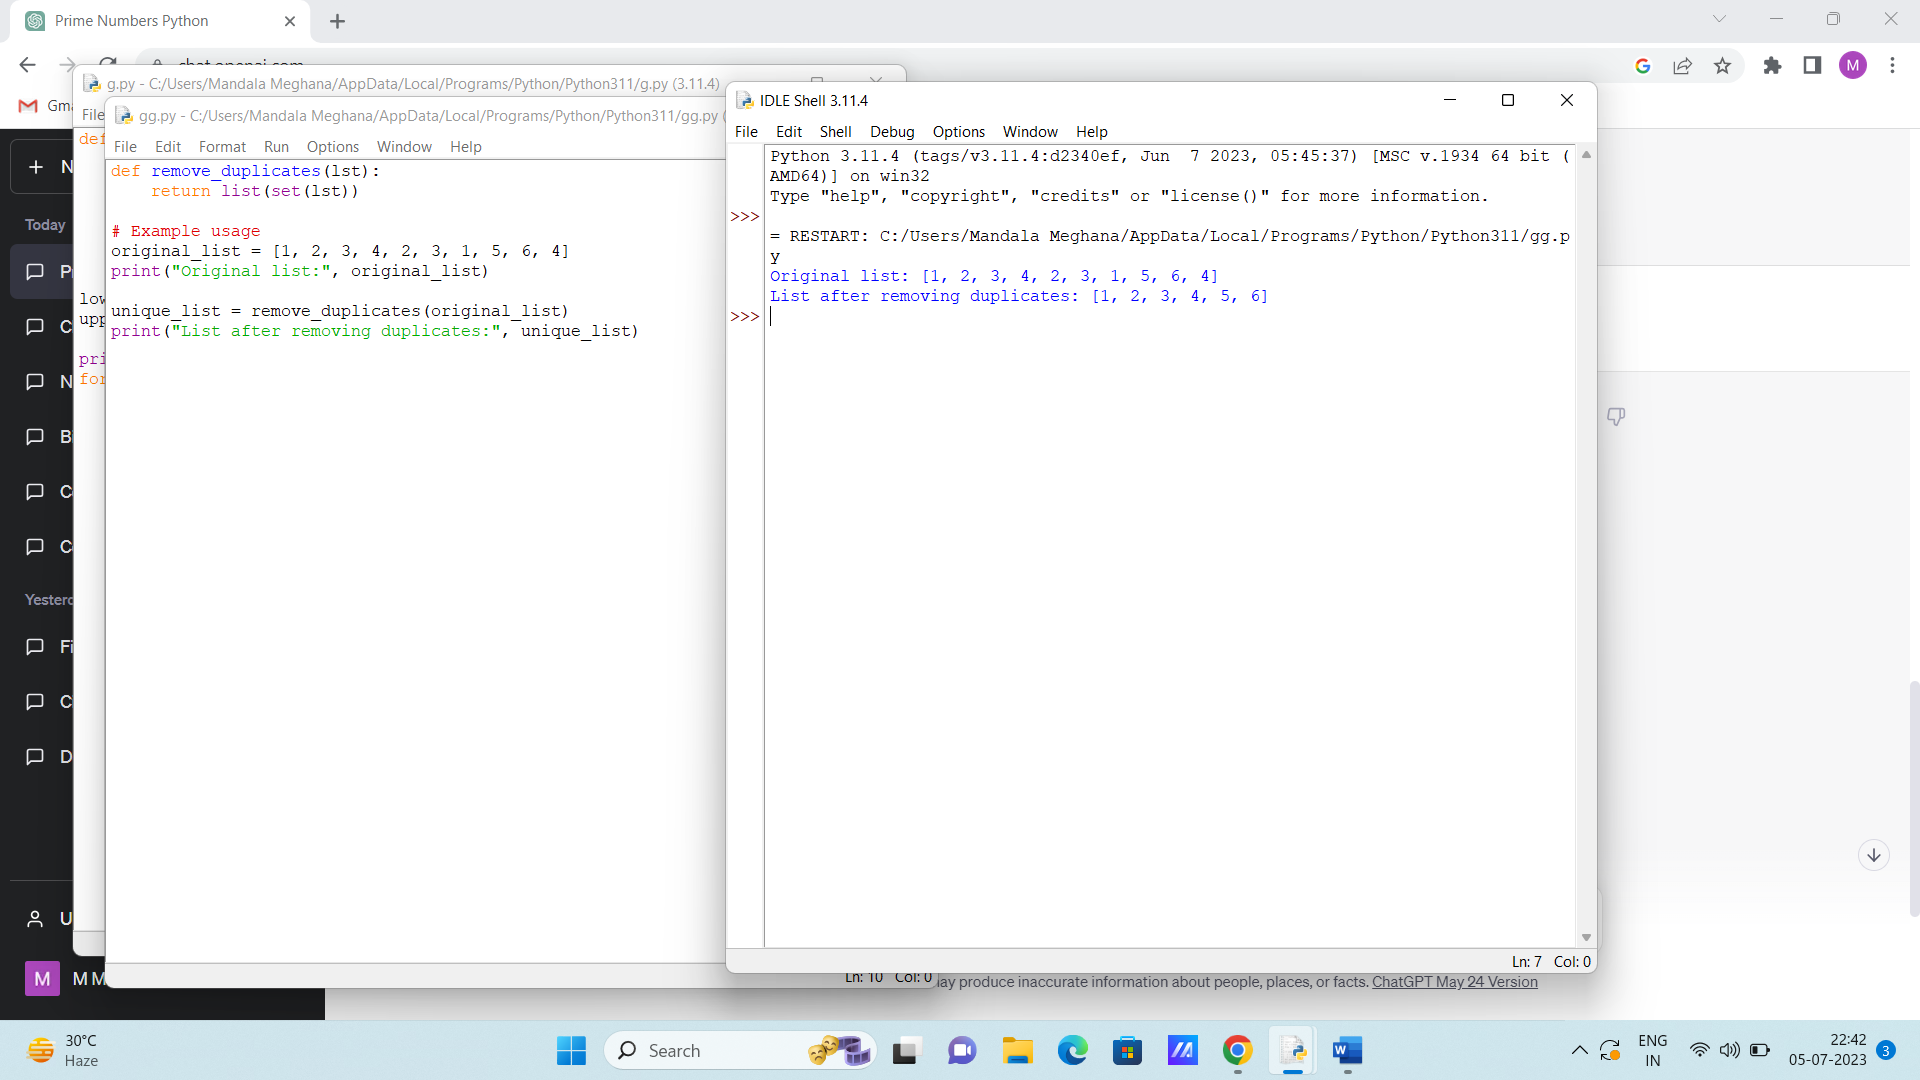 Prime Numbers Python
Gma
g.py - C:/Users/Mandala Meghana/AppData/Local/Programs/Python/Python311/g.py (3.11.4)
File
def
low
upp
pri
for
gg.py - C:/Users/Mandala Meghana/AppData/Local/Programs/Python/Python311/gg.py (
File Edit Format Run Options Window Help
def remove_duplicates(lst):
    return list(set(lst))
# Example usage
original_list = [1, 2, 3, 4, 2, 3, 1, 5, 6, 4]
print("Original list:", original_list)
unique_list = remove_duplicates(original_list)
print("List after removing duplicates:", unique_list)
Ln: 10 Col: 0
IDLE Shell 3.11.4
File Edit Shell Debug Options Window Help
Python 3.11.4 (tags/v3.11.4:d2340ef, Jun  7 2023, 05:45:37) [MSC v.1934 64 bit (
AMD64)] on win32
Type "help", "copyright", "credits" or "license()" for more information.
>>>
= RESTART: C:/Users/Mandala Meghana/AppData/Local/Programs/Python/Python311/gg.p
y
Original list: [1, 2, 3, 4, 2, 3, 1, 5, 6, 4]
List after removing duplicates: [1, 2, 3, 4, 5, 6]
>>>
Ln: 7 Col: 0
N
Today
P
C
N
Bi
C
C
Yester
Fi
C
D
U
M M M
may produce inaccurate information about people, places, or facts. ChatGPT May 24 Version
M
30°C
Haze
Search
ENG
IN
22:42
05-07-2023
3